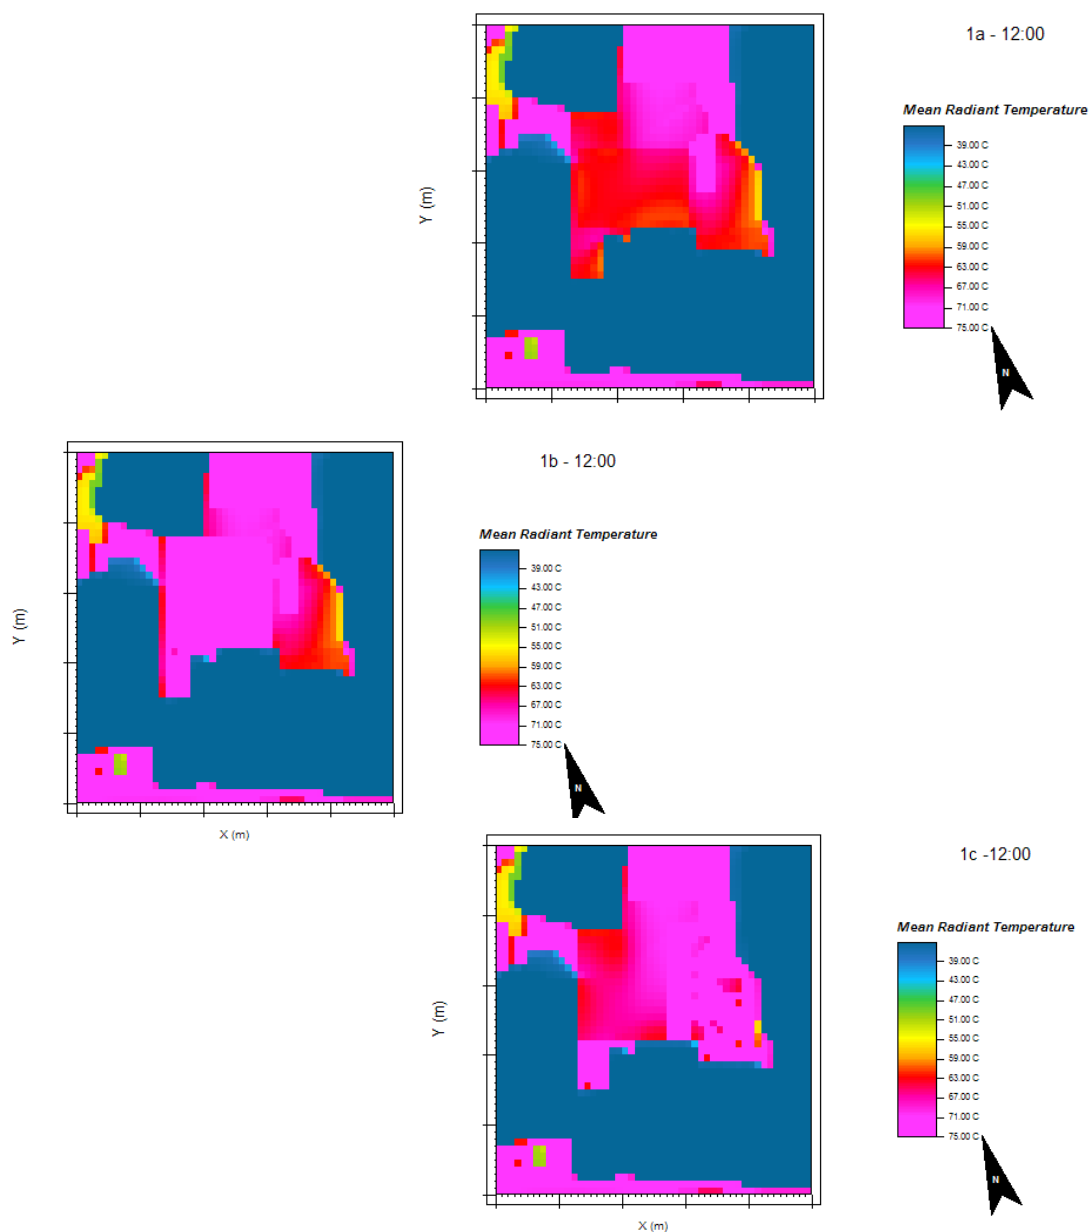 1a - 12:00
Mean Radiant Temperature
39.00 C
43.00 C
47.00 C
51.00 C
55.00 C
59.00 C
63.00 C
67.00 C
71.00 C
75.00 C
Y (m)
N
1b - 12:00
Mean Radiant Temperature
39.00 C
43.00 C
47.00 C
51.00 C
55.00 C
59.00 C
63.00 C
67.00 C
71.00 C
75.00 C
Y (m)
N
X (m)
1c -12:00
Mean Radiant Temperature
39.00 C
43.00 C
47.00 C
51.00 C
55.00 C
59.00 C
63.00 C
67.00 C
71.00 C
75.00 C
Y (m)
N
X (m)